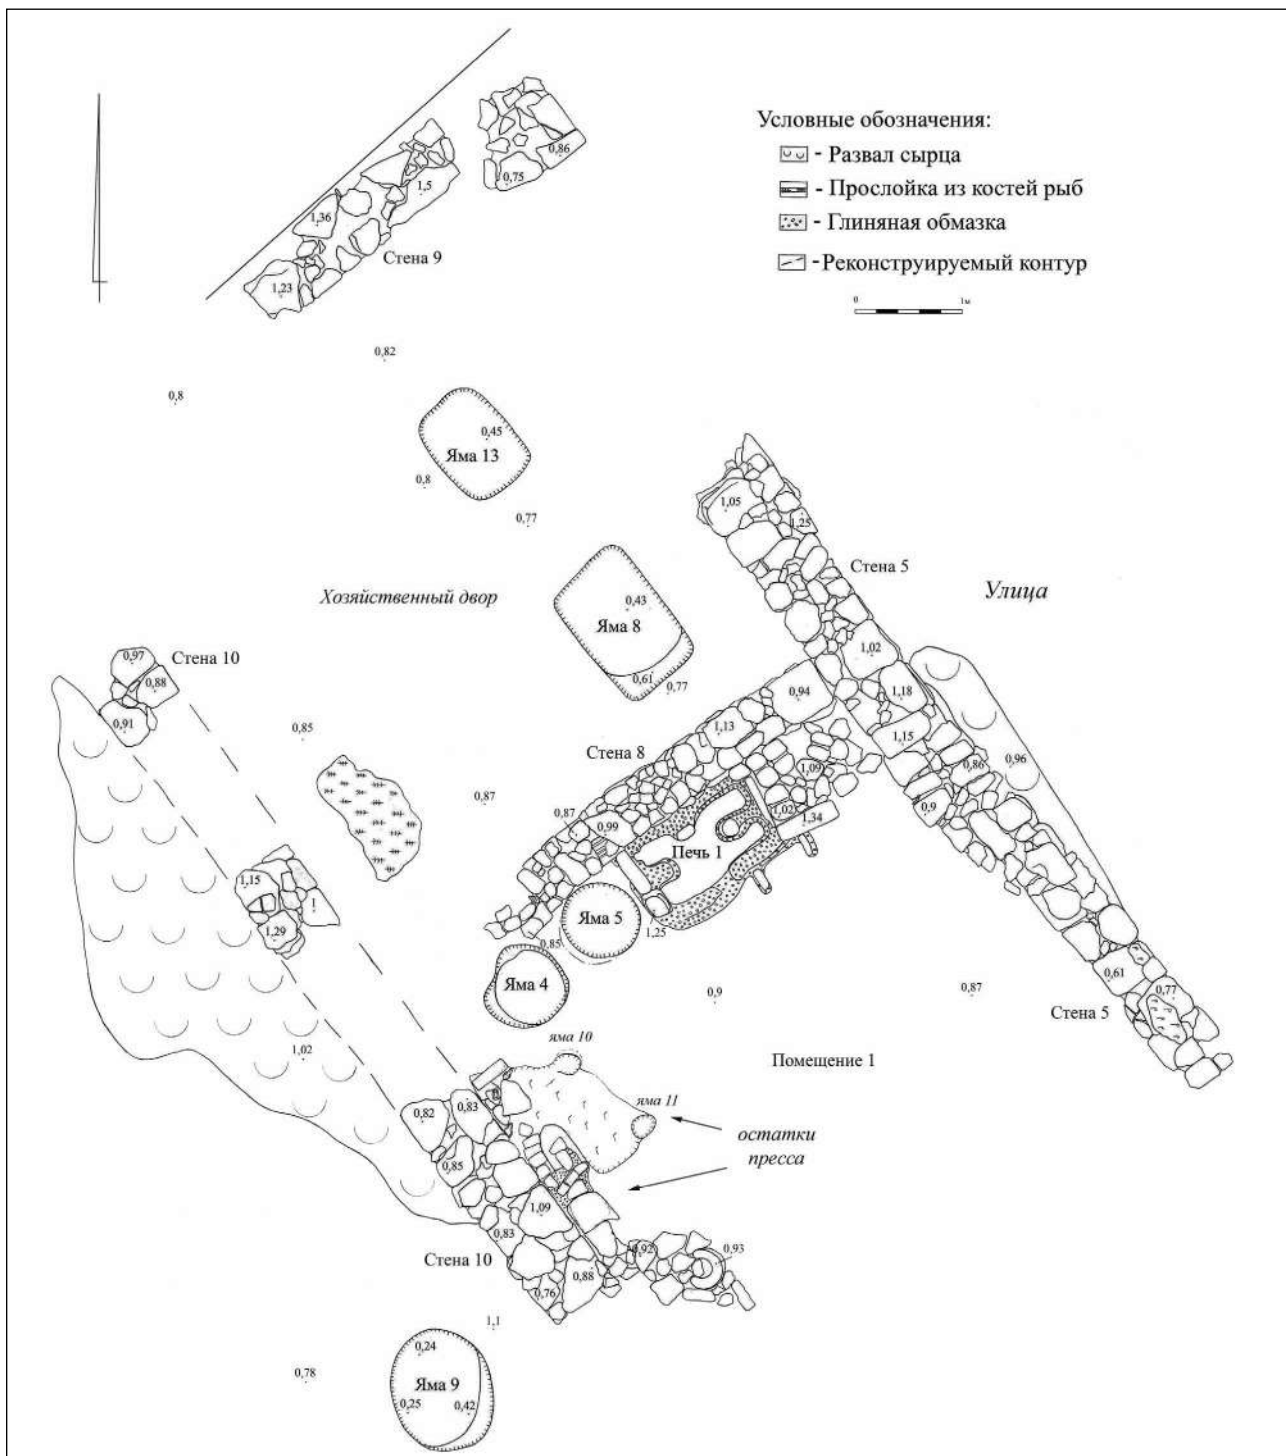 Условные обозначения:
- Развал сырца
- Прослойка из костей рыб
- Глиняная обмазка
- Реконструируемый контур
0 1м
0,86
0,75
1,5
1,36
Стена 9
1,23
0,82
0,8
0,45
Яма 13
0,8
0,77
1,05
1,25
Стена 5
Улица
Хозяйственный двор
0,43
Яма 8
0,61
0,77
1,02
0,94
1,18
1,15
0,97
Стена 10
0,88
0,91
0,85
1,13
Стена 8
0,86
0,96
1,09
0,9
0,87
0,87
0,99
1,02
1,34
Печь 1
1,15
1,29
Яма 5
1,25
0,85
Яма 4
0,9
0,87
0,61
0,77
Стена 5
1,02
яма 10
Помещение 1
яма 11
0,82
0,83
остатки
пресса
0,85
1,09
0,83
Стена 10
0,92
0,93
0,88
0,76
1,1
0,24
0,78
Яма 9
0,25
0,42